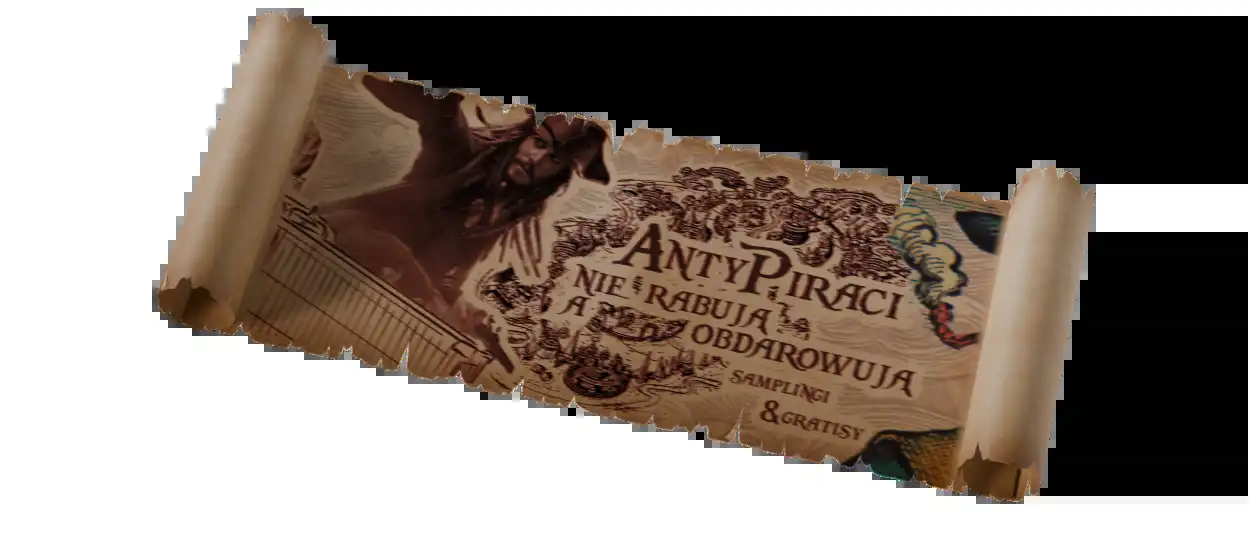 ANTYPIRACI
NIE RABUJĄ
A OBDAROWUJĄ
SAMPLINGI
& GRATISY